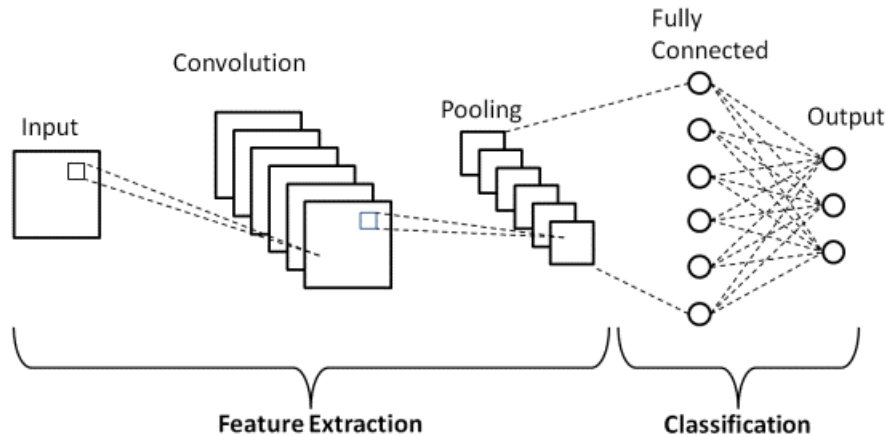 Input
Convolution
Pooling
Fully
Connected
Output
Feature Extraction
Classification